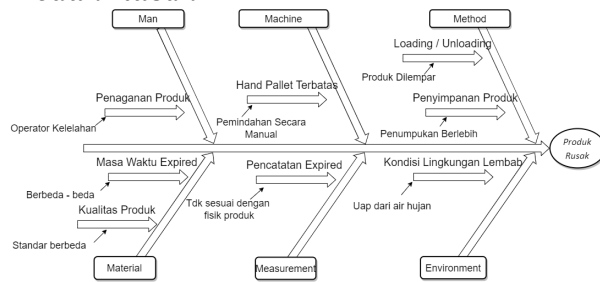 Man
Machine
Method
Loading / Unloading
Produk Dilempar
Hand Pallet Terbatas
Pemindahan Secara
Manual
Penaganan Produk
Operator Kelelahan
Penyimpanan Produk
Penumpukan Berlebih
Produk
Rusak
Masa Waktu Expired
Berbeda - beda
Pencatatan Expired
Tdk sesuai dengan
fisik produk
Kondisi Lingkungan Lembab
Uap dari air hujan
Kualitas Produk
Standar berbeda
Material
Measurement
Environment